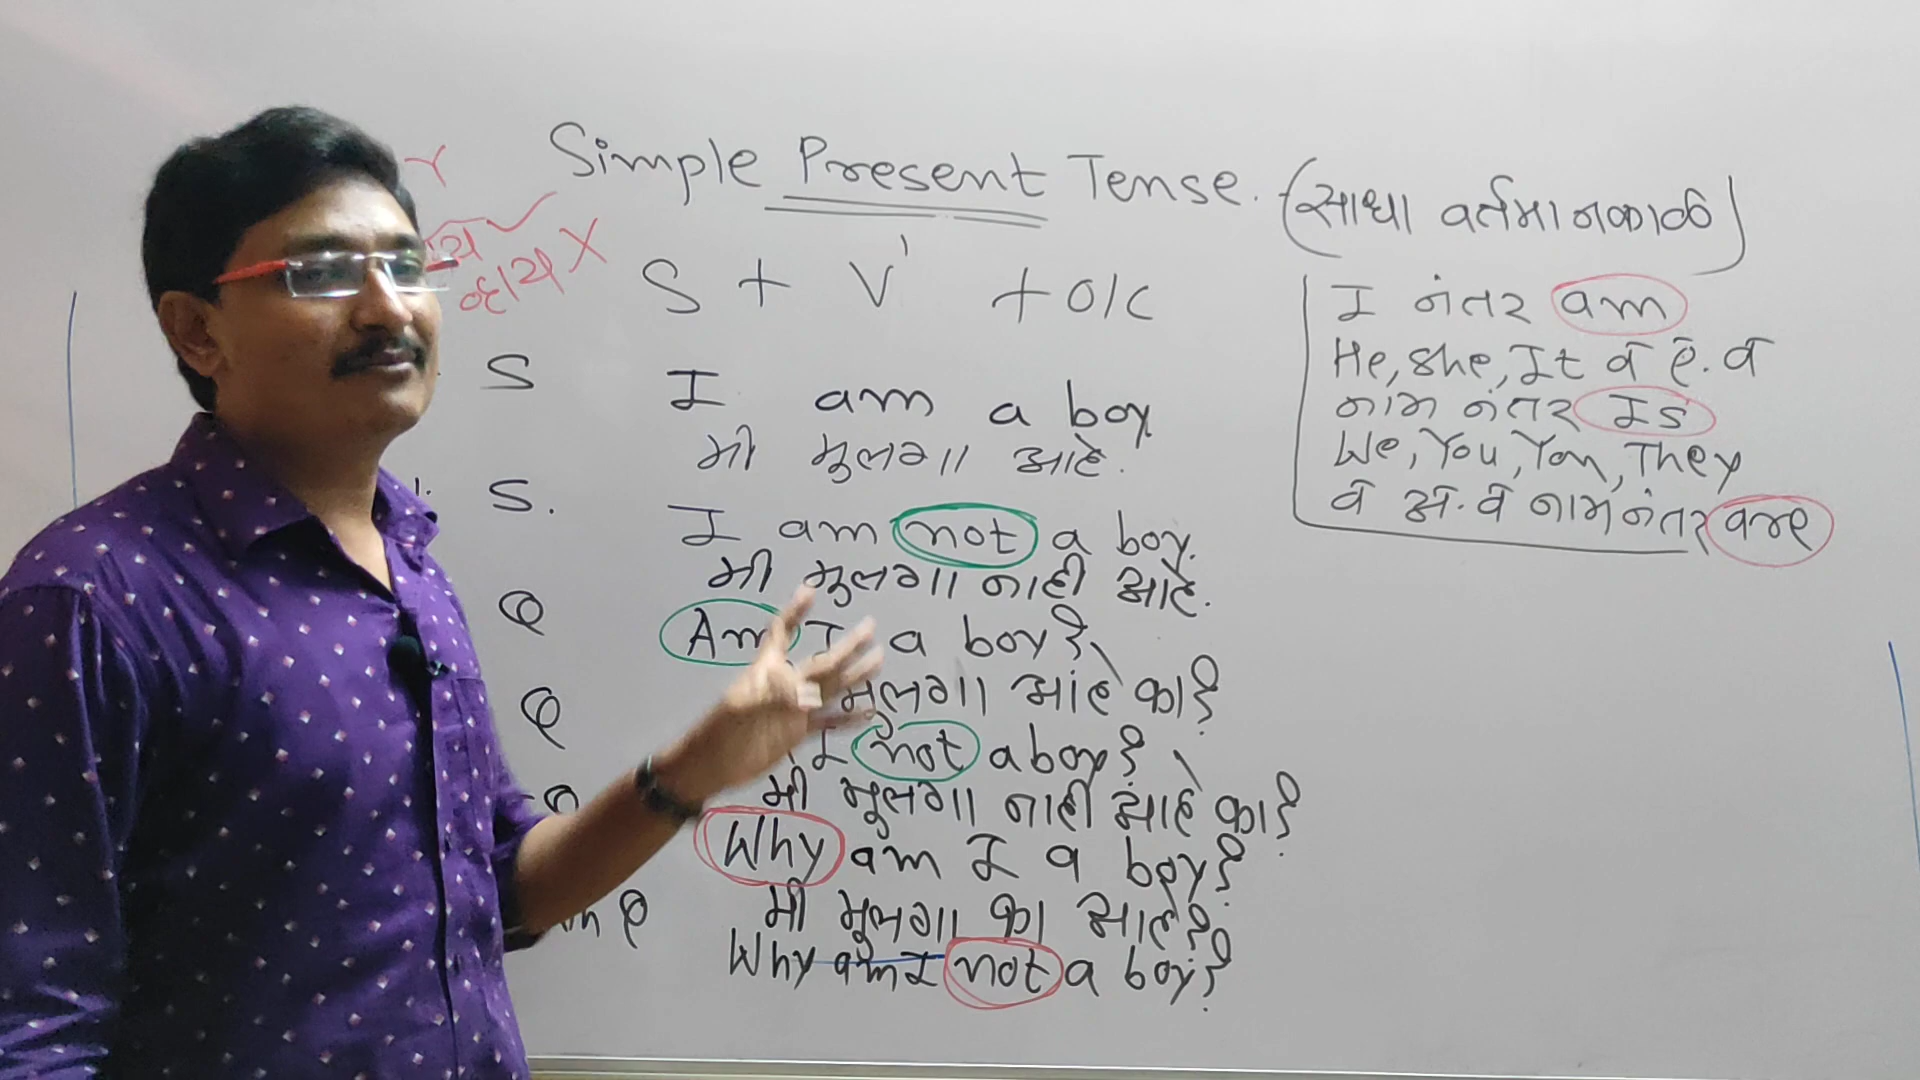 Simple Present Tense. (साधा वर्तमानकाळ)
व्हाय X
S + V¹ + O/C
S I am a boy
मी मुलगा आहे.
S. I am not a boy.
मी मुलगा नाही आहे.
Q Am I a boy?
मुलगा आहे का?
Q I not a boy?
मी मुलगा नाही आहे का?
Q Why am I a boy?
मी मुलगा का आहे?
Q Why am I not a boy?
I नंतर am
He, She, It व ए. व
नाम नंतर Is
We, You, You, They
व अ. व नाम नंतर are